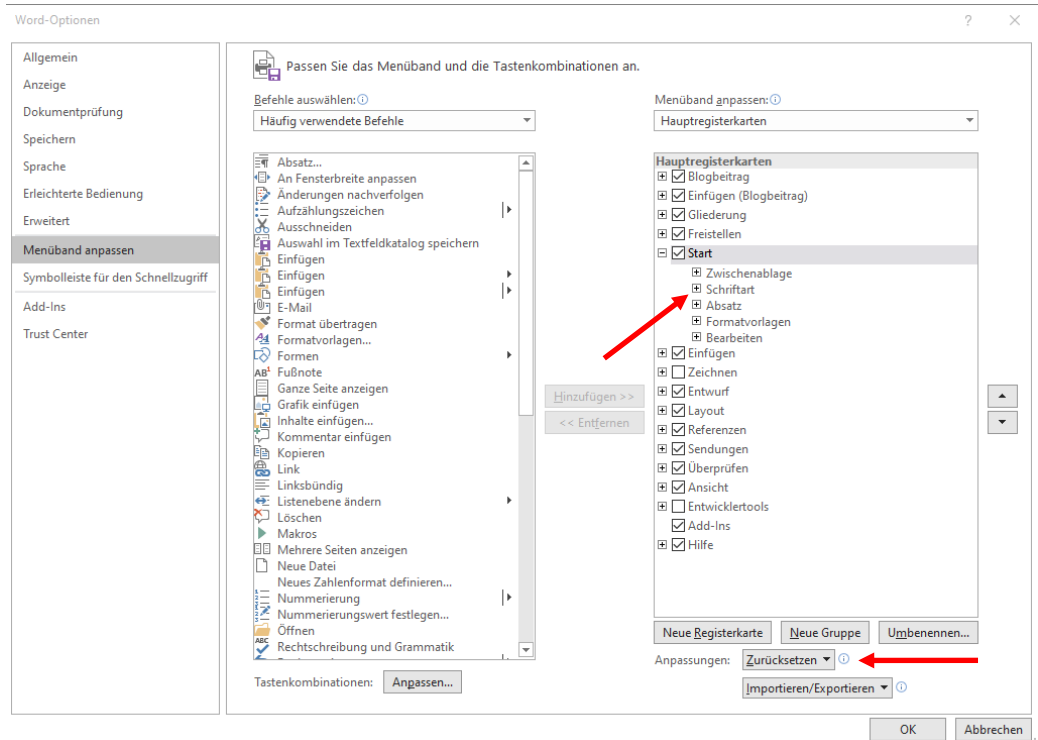 Word-Optionen
?
Allgemein
Anzeige
Dokumentprüfung
Speichern
Sprache
Erleichterte Bedienung
Erweitert
Menüband anpassen
Symbolleiste für den Schnellzugriff
Add-Ins
Trust Center
Passen Sie das Menüband und die Tastenkombinationen an.
Befehle auswählen:
Häufig verwendete Befehle
Absatz...
An Fensterbreite anpassen
Änderungen nachverfolgen
Aufzählungszeichen
Ausschneiden
Auswahl im Textfeldkatalog speichern
Einfügen
Einfügen
Einfügen
E-Mail
Format übertragen
Formatvorlagen...
Formen
Fußnote
Ganze Seite anzeigen
Grafik einfügen
Inhalte einfügen...
Kommentar einfügen
Kopieren
Link
Linksbündig
Listenebene ändern
Löschen
Makros
Mehrere Seiten anzeigen
Neue Datei
Neues Zahlenformat definieren...
Nummerierung
Nummerierungswert festlegen...
Öffnen
Rechtschreibung und Grammatik
Tastenkombinationen: Anpassen...
Hinzufügen >>
<< Entfernen
Menüband anpassen:
Hauptregisterkarten
Hauptregisterkarten
Blogbeitrag
Einfügen (Blogbeitrag)
Gliederung
Freistellen
Start
Zwischenablage
Schriftart
Absatz
Formatvorlagen
Bearbeiten
Einfügen
Zeichnen
Entwurf
Layout
Referenzen
Sendungen
Überprüfen
Ansicht
Entwicklertools
Add-Ins
Hilfe
Neue Registerkarte Neue Gruppe Umbenennen...
Anpassungen: Zurücksetzen
Importieren/Exportieren
OK Abbrechen